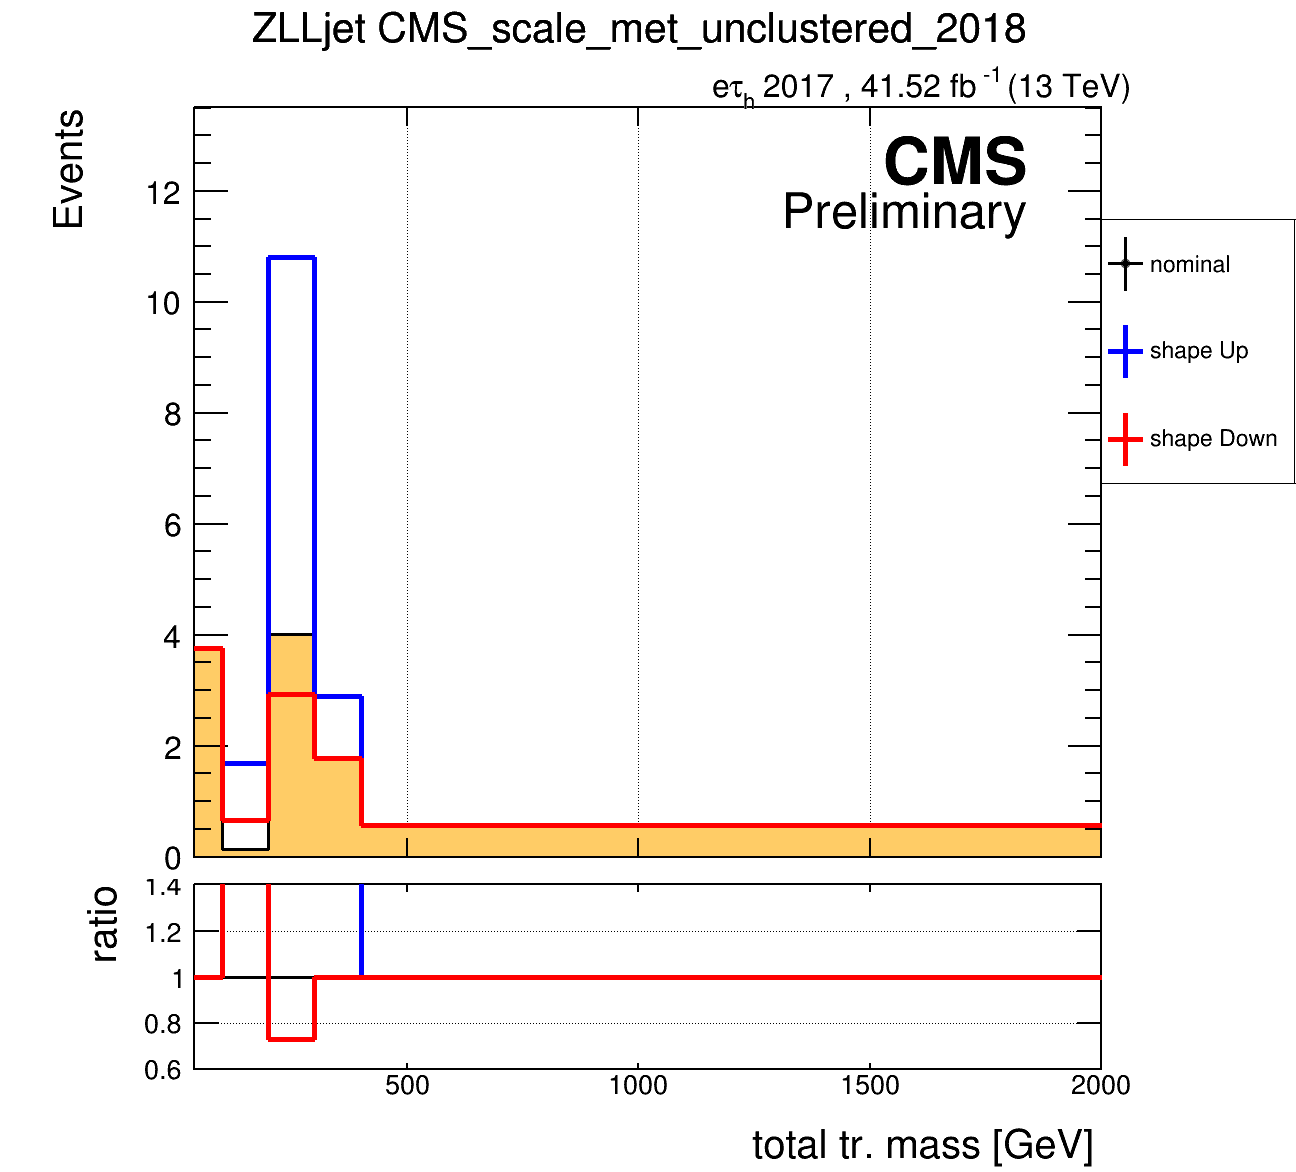 ZLLjet CMS_scale_met_unclustered_2018
eτh 2017 , 41.52 fb-1 (13 TeV)
Events
CMS
Preliminary
12
10
8
6
4
2
0
nominal
shape Up
shape Down
ratio
1.4
1.2
1
0.8
0.6
500 1000 1500 2000
total tr. mass [GeV]